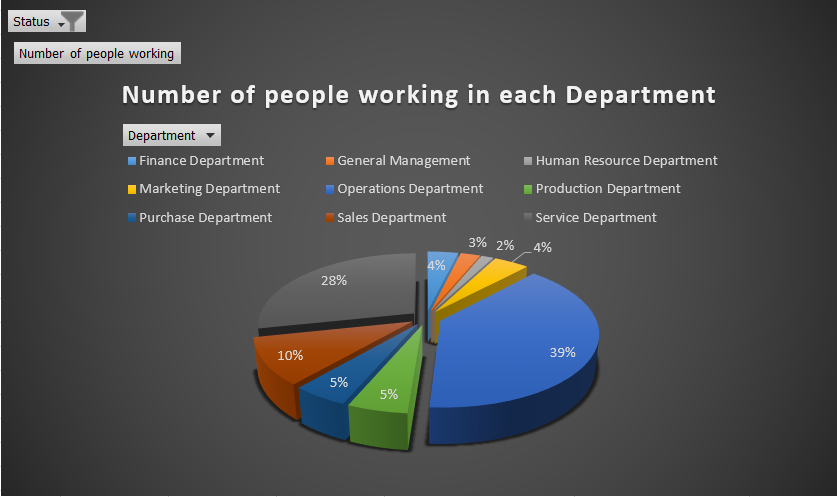 Status
Number of people working
Number of people working in each Department
Department
Finance Department General Management Human Resource Department
Marketing Department Operations Department Production Department
Purchase Department Sales Department Service Department
3% 2% 4%
4%
28%
39%
10%
5%
5%